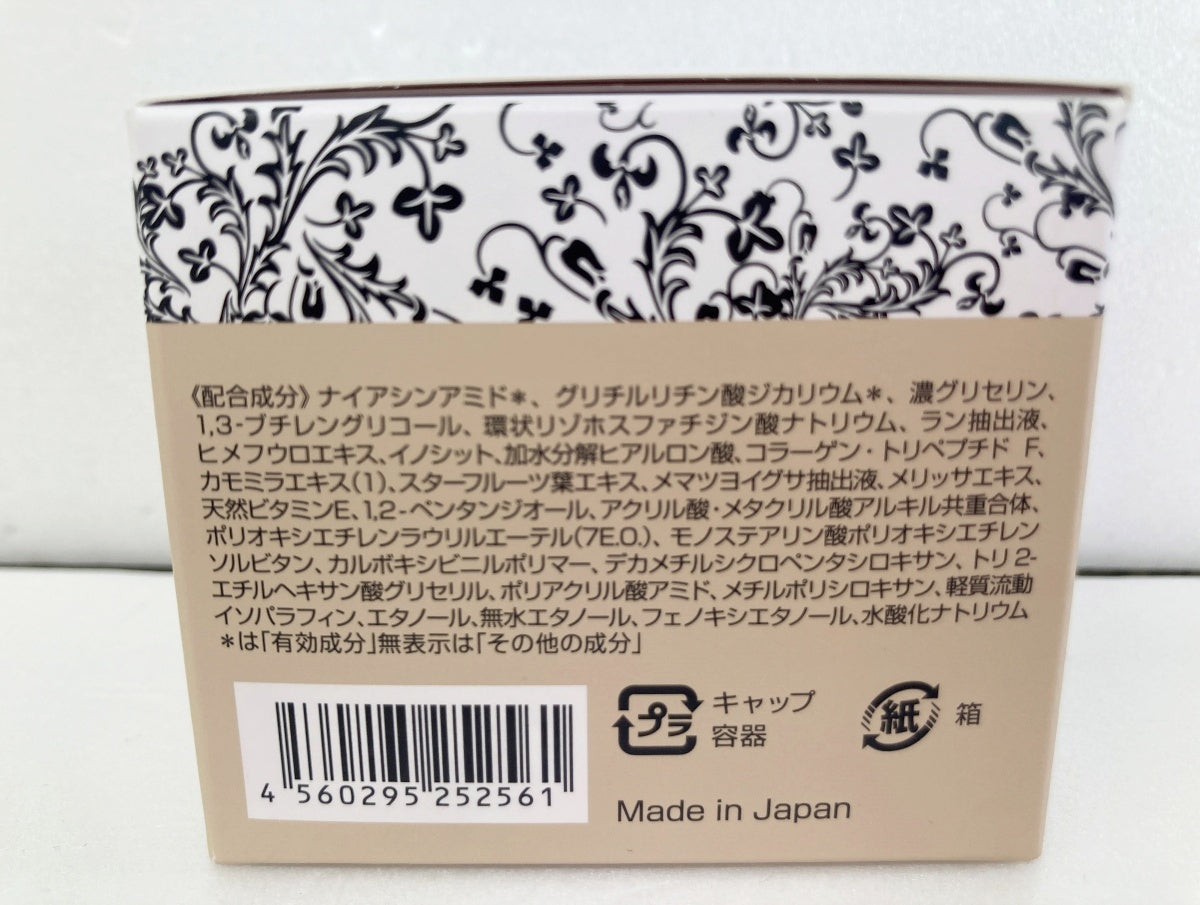 《配合成分》ナイアシンアミド＊、グリチルリチン酸ジカリウム＊、濃グリセリン、
1,3-ブチレングリコール、環状リゾホスファチジン酸ナトリウム、ラン抽出液、
ヒメフウロエキス、イノシット、加水分解ヒアルロン酸、コラーゲン・トリペプチド F、
カモミラエキス(1)、スターフルーツ葉エキス、メマツヨイグサ抽出液、メリッサエキス、
天然ビタミンE、1,2-ペンタンジオール、アクリル酸・メタクリル酸アルキル共重合体、
ポリオキシエチレンラウリルエーテル(7E.O.)、モノステアリン酸ポリオキシエチレン
ソルビタン、カルボキシビニルポリマー、デカメチルシクロペンタシロキサン、トリ2-
エチルヘキサン酸グリセリル、ポリアクリル酸アミド、メチルポリシロキサン、軽質流動
イソパラフィン、エタノール、無水エタノール、フェノキシエタノール、水酸化ナトリウム
＊は「有効成分」無表示は「その他の成分」
プラ キャップ
容器
紙 箱
4 560295 252561
Made in Japan